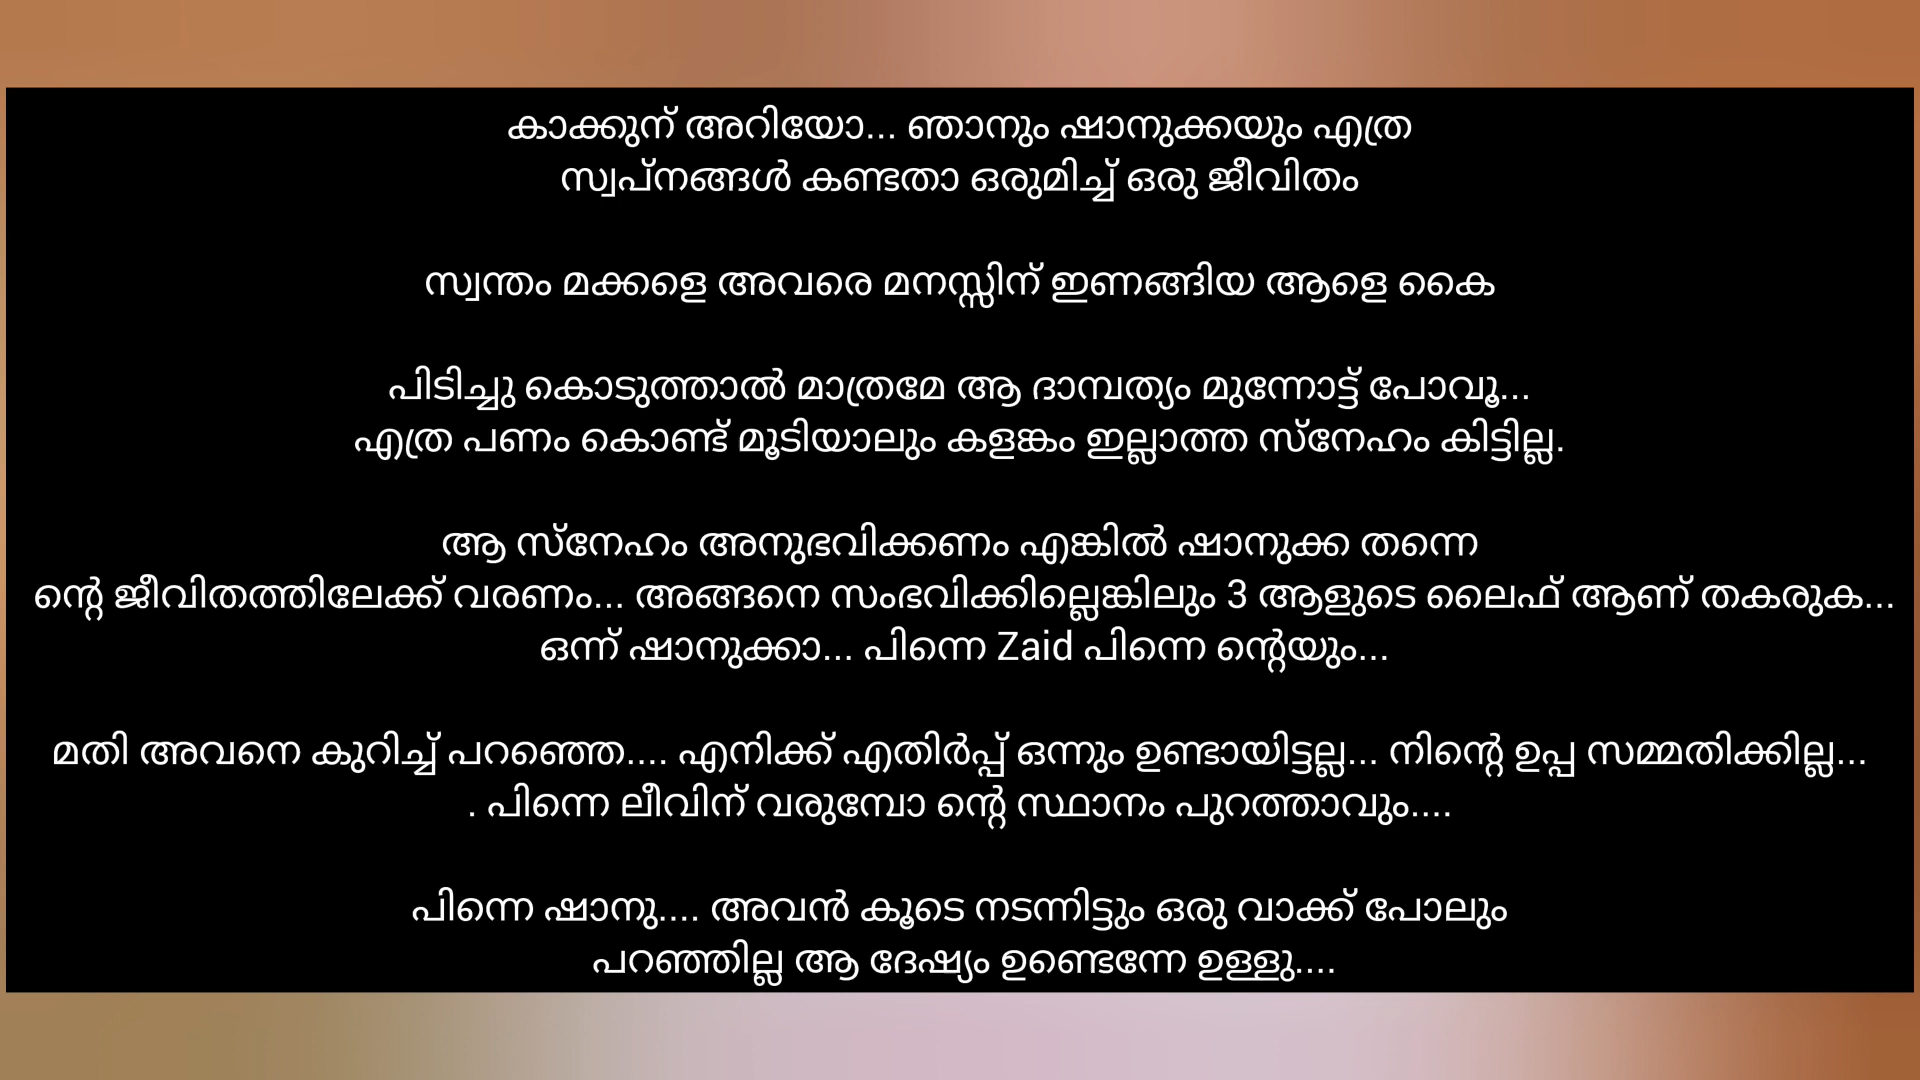 കാക്കുന് അറിയോ... ഞാനും ഷാനുക്കയും എത്ര
സ്വപ്നങ്ങൾ കണ്ടതാ ഒരുമിച്ച് ഒരു ജീവിതം
സ്വന്തം മക്കളെ അവരെ മനസ്സിന് ഇണങ്ങിയ ആളെ കൈ
പിടിച്ചു കൊടുത്താൽ മാത്രമേ ആ ദാമ്പത്യം മുന്നോട്ട് പോവൂ...
എത്ര പണം കൊണ്ട് മൂടിയാലും കളങ്കം ഇല്ലാത്ത സ്നേഹം കിട്ടില്ല.
ആ സ്നേഹം അനുഭവിക്കണം എങ്കിൽ ഷാനുക്ക തന്നെ
ന്റെ ജീവിതത്തിലേക്ക് വരണം... അങ്ങനെ സംഭവിക്കില്ലെങ്കിലും 3 ആളുടെ ലൈഫ് ആണ് തകരുക...
ഒന്ന് ഷാനുക്കാ... പിന്നെ Zaid പിന്നെ ന്റെയും...
മതി അവനെ കുറിച്ച് പറഞ്ഞെ.... എനിക്ക് എതിർപ്പ് ഒന്നും ഉണ്ടായിട്ടല്ല... നിന്റെ ഉപ്പ സമ്മതിക്കില്ല...
. പിന്നെ ലീവിന് വരുമ്പോ ന്റെ സ്ഥാനം പുറത്താവും....
പിന്നെ ഷാനു.... അവൻ കൂടെ നടന്നിട്ടും ഒരു വാക്ക് പോലും
പറഞ്ഞില്ല ആ ദേഷ്യം ഉണ്ടെന്നേ ഉള്ളു....